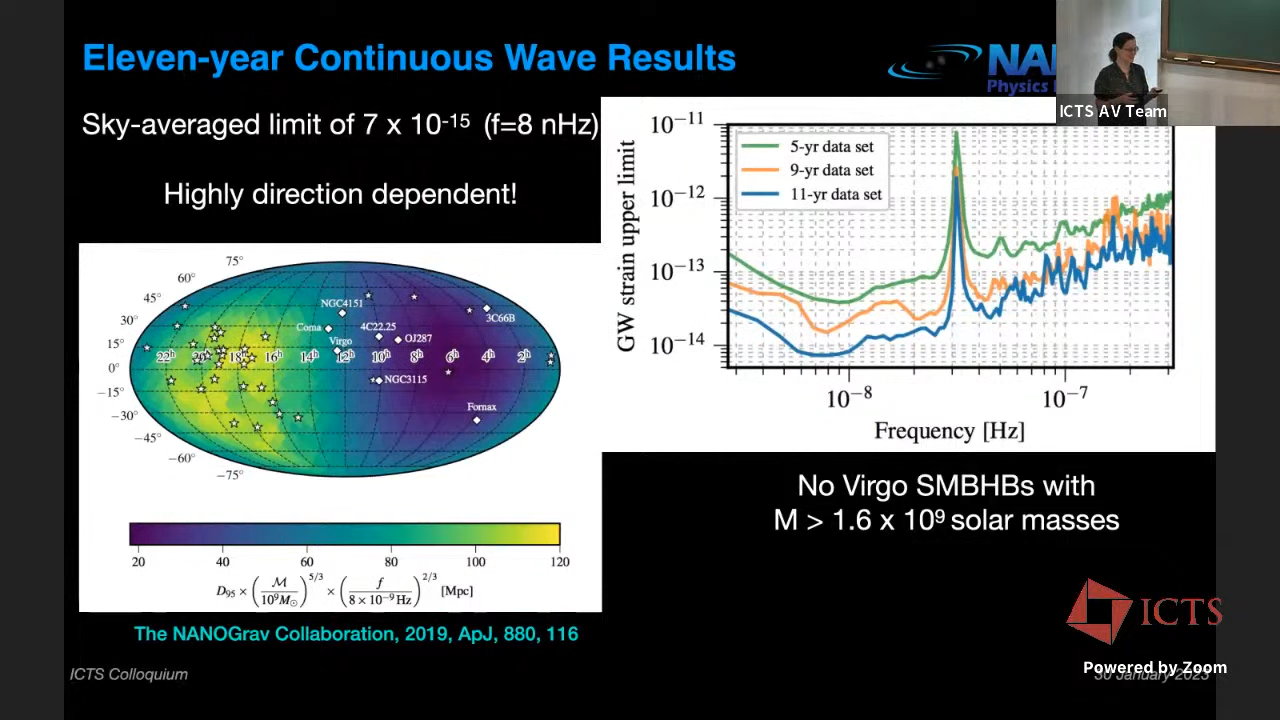 Eleven-year Continuous Wave Results
NAN
Physics
ICTS AV Team
Sky-averaged limit of 7 x 10-15 (f=8 nHz)
Highly direction dependent!
75°
60°
45°
30°
15°
0°
−15°
−30°
−45°
−60°
−75°
NGC4151
3C66B
Coma
4C22.25
OJ287
Virgo
22h 20h 18h 16h 14h 12h 10h 8h 6h 4h 2h
NGC3115
Fornax
20 40 60 80 100 120
D95 × (ℳ/10⁹M⊙)^5/3 × (f/8 × 10⁻⁹ Hz)^2/3 [Mpc]
The NANOGrav Collaboration, 2019, ApJ, 880, 116
GW strain upper limit
10−11
10−12
10−13
10−14
5-yr data set
9-yr data set
11-yr data set
10−8 10−7
Frequency [Hz]
No Virgo SMBHBs with
M > 1.6 x 10⁹ solar masses
ICTS
Powered by Zoom
ICTS Colloquium
30 January 2023